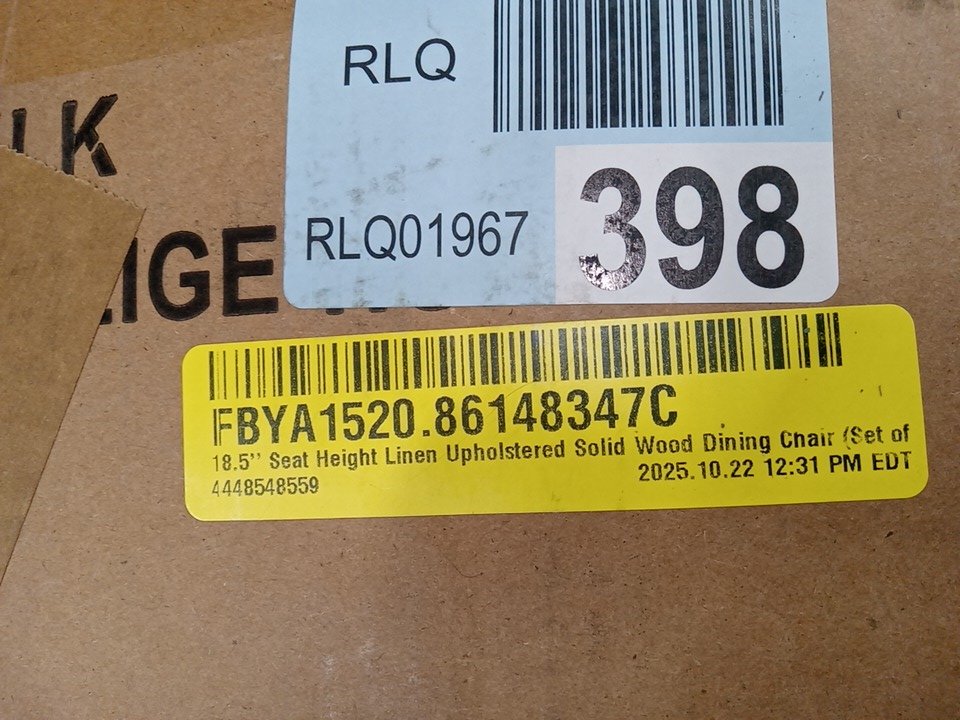 RLQ
LK
RLQ01967
398
IGE
FBYA1520.86148347C
18.5'' Seat Height Linen Upholstered Solid Wood Dining Chair (Set of
2025.10.22 12:31 PM EDT
4448548559